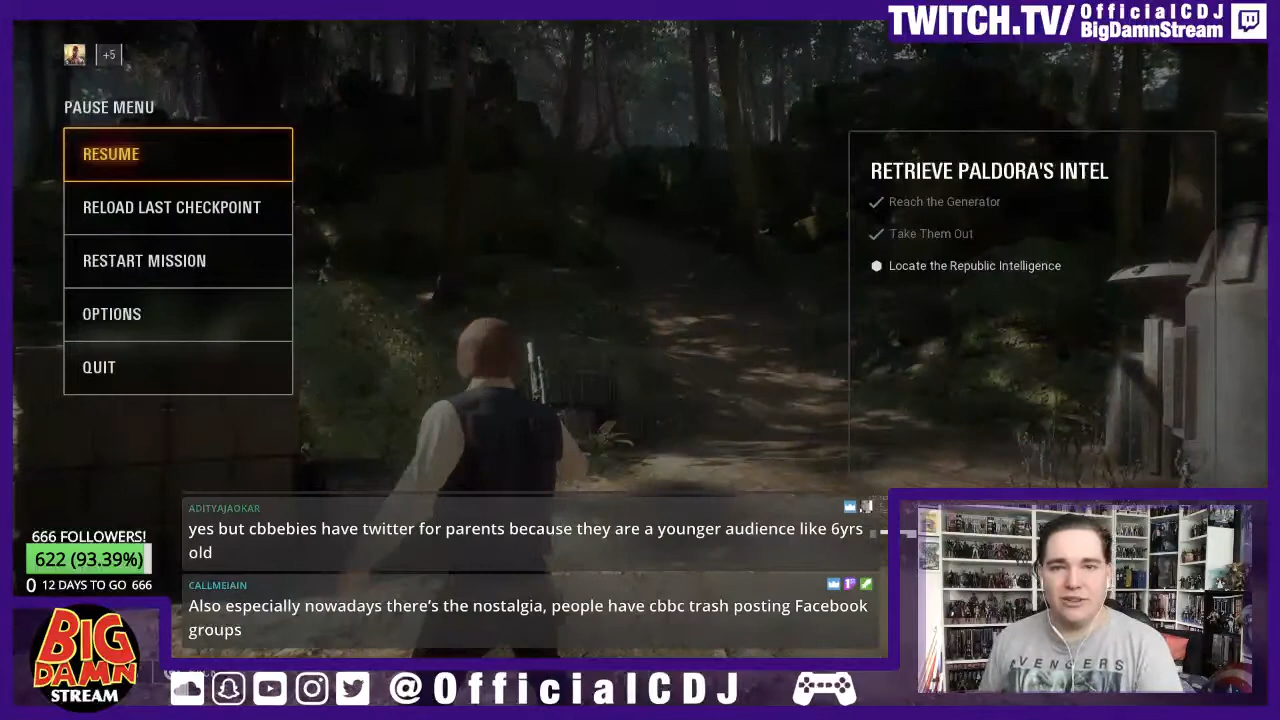 TWITCH.TV/
OfficialCDJ
BigDamnStream
+5
PAUSE MENU
RESUME
RELOAD LAST CHECKPOINT
RESTART MISSION
OPTIONS
QUIT
RETRIEVE PALDORA'S INTEL
Reach the Generator
Take Them Out
Locate the Republic Intelligence
ADITYAJAOKAR
yes but cbbebies have twitter for parents because they are a younger audience like 6yrs
old
CALLMEIAIN
Also especially nowadays there's the nostalgia, people have cbbc trash posting Facebook
groups
666 FOLLOWERS!
622 (93.39%)
0 12 DAYS TO GO 666
BIG
DAMN
STREAM
@OfficialCDJ
AVENGERS